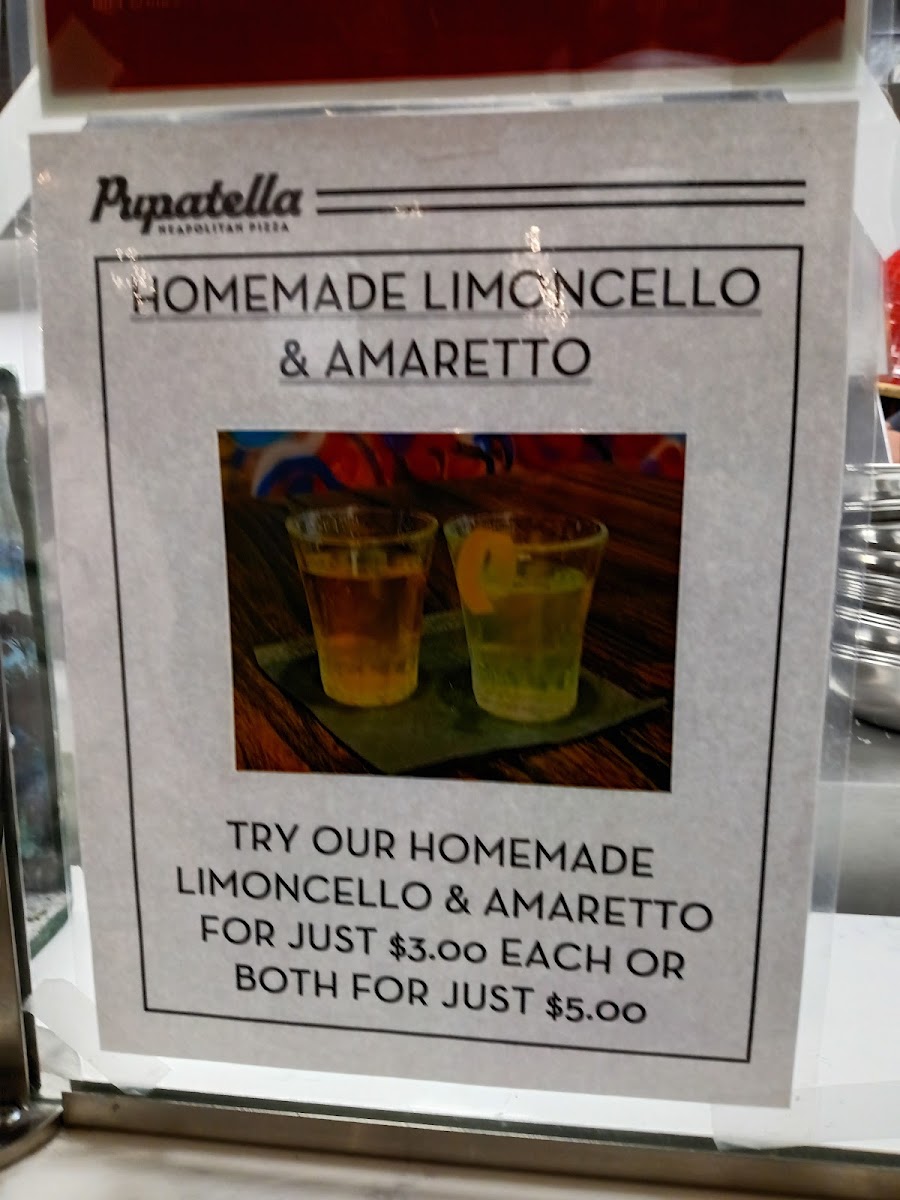 Pupatella
NEAPOLITAN PIZZA
HOMEMADE LIMONCELLO
& AMARETTO
TRY OUR HOMEMADE
LIMONCELLO & AMARETTO
FOR JUST $3.00 EACH OR
BOTH FOR JUST $5.00